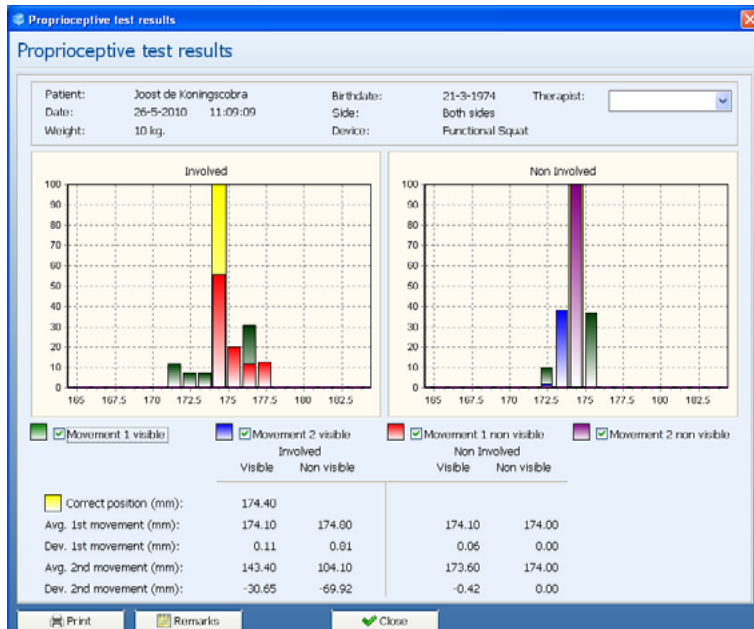 Proprioceptive test results
Proprioceptive test results
Patient: Joost de Koningscobra Birthdate: 21-3-1974 Therapist:
Date: 26-5-2010 11:09:09 Side: Both sides
Weight: 10 kg. Device: Functional Squat
Involved
100
90
80
70
60
50
40
30
20
10
0
165 167.5 170 172.5 175 177.5 180 182.5
Non Involved
100
90
80
70
60
50
40
30
20
10
0
165 167.5 170 172.5 175 177.5 180 182.5
Movement 1 visible Movement 2 visible Movement 1 non visible Movement 2 non visible
Involved Non Involved
Visible Non visible Visible Non visible
Correct position (mm): 174.40
Avg. 1st movement (mm): 174.10 174.80 174.10 174.00
Dev. 1st movement (mm): 0.11 0.81 0.06 0.00
Avg. 2nd movement (mm): 143.40 104.10 173.60 174.00
Dev. 2nd movement (mm): -30.65 -69.92 -0.42 0.00
Print Remarks Close